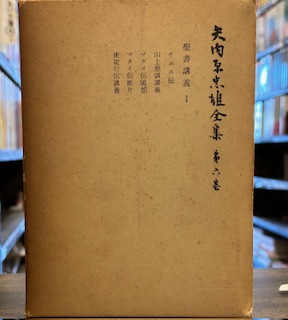 矢内原忠雄全集 第六巻
聖書講義 I
イエス伝
山上垂訓講義
マタイ伝随想
マタイ伝断片
使徒行伝講義